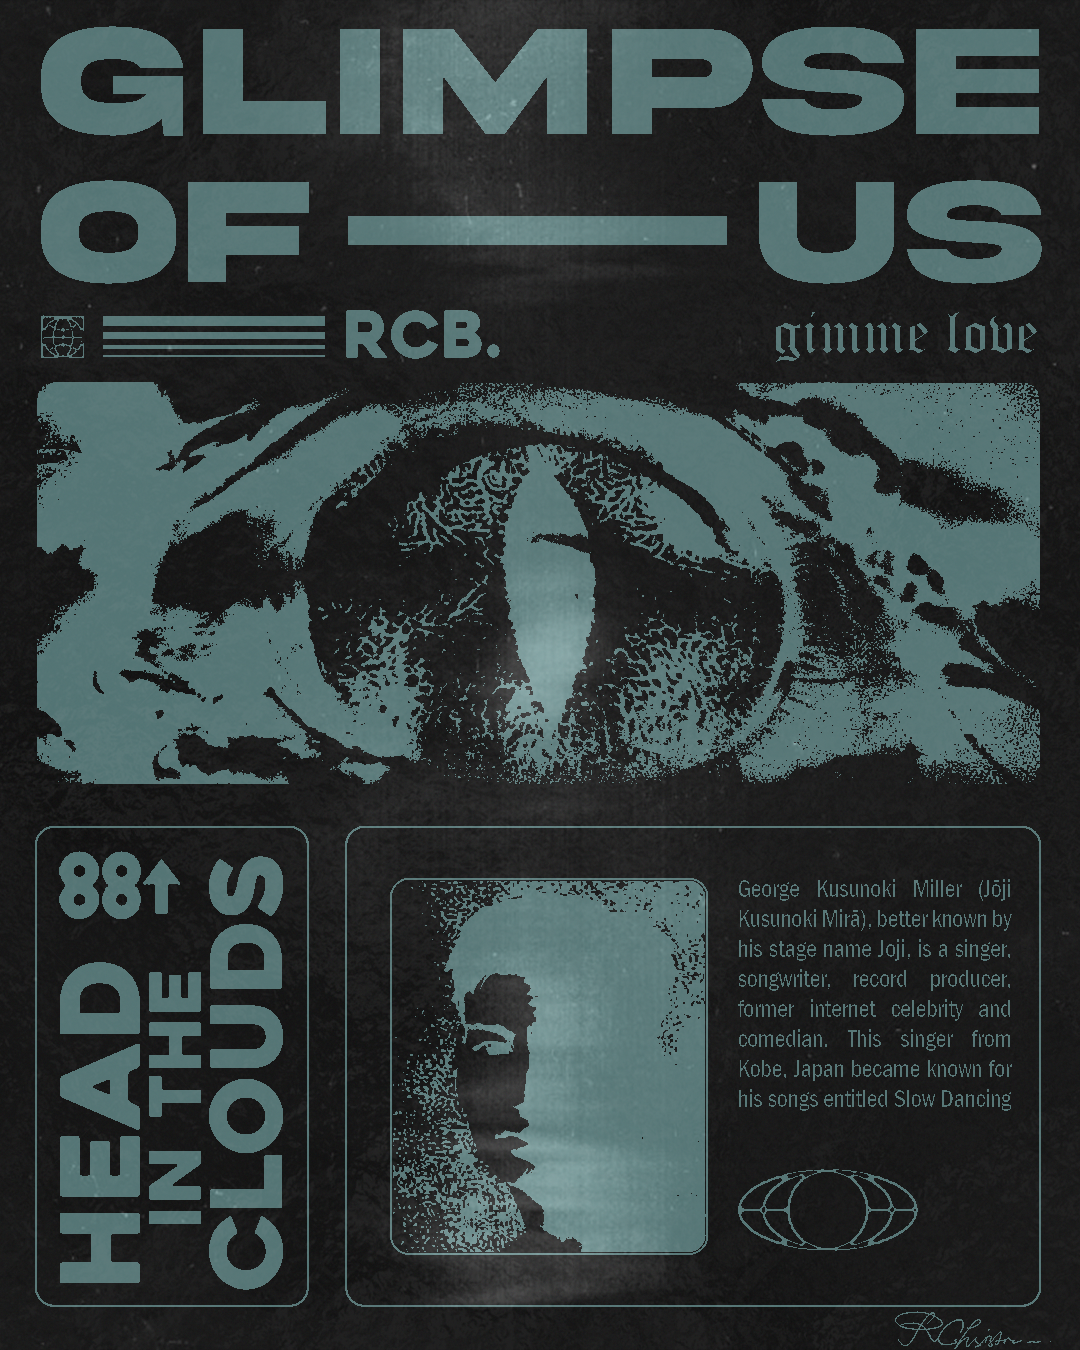 GLIMPSE
OF — US
RCB.
gimme love
88↑
HEAD
IN THE
CLOUDS
George Kusunoki Miller (Jōji
Kusunoki Mirā), better known by
his stage name Joji, is a singer,
songwriter, record producer,
former internet celebrity and
comedian. This singer from
Kobe, Japan became known for
his songs entitled Slow Dancing